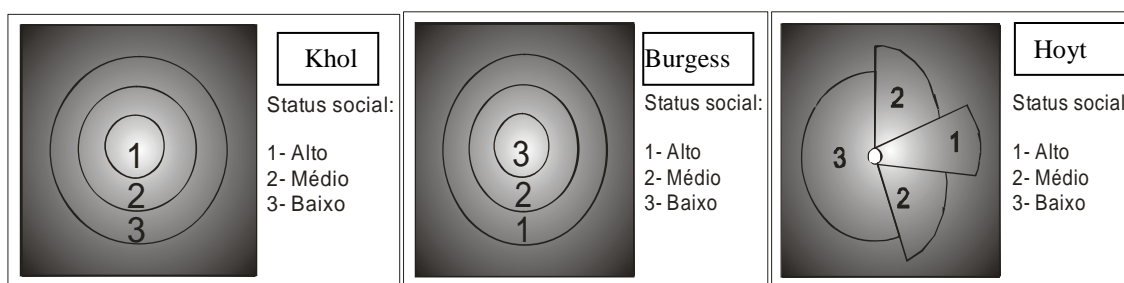 Khol
Status social:
1- Alto
2- Médio
3- Baixo
1
2
3
Burgess
Status social:
1- Alto
2- Médio
3- Baixo
3
2
1
Hoyt
Status social
1- Alto
2- Médio
3- Baixo
2
1
3
2